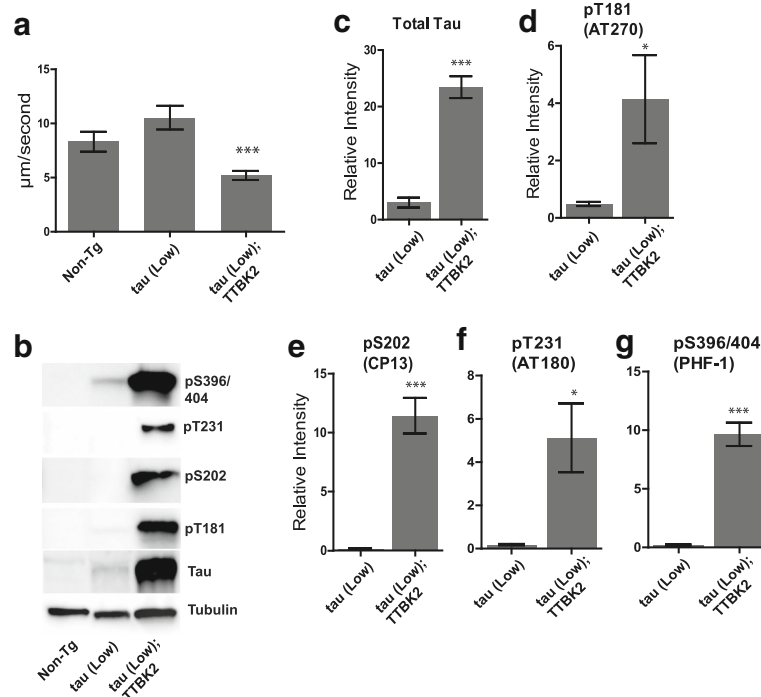 a
15
10
5
0
µm/second
***
Non-Tg
tau (Low)
tau (Low);
TTBK2
c
Total Tau
30
20
10
0
Relative Intensity
***
tau (Low)
tau (Low);
TTBK2
d
pT181
(AT270)
6
4
2
0
Relative Intensity
*
tau (Low)
tau (Low);
TTBK2
b
pS396/
404
pT231
pS202
pT181
Tau
Tubulin
Non-Tg
tau (Low)
tau (Low);
TTBK2
e
pS202
(CP13)
15
10
5
0
Relative Intensity
***
tau (Low)
tau (Low);
TTBK2
f
pT231
(AT180)
8
6
4
2
0
*
tau (Low)
tau (Low);
TTBK2
g
pS396/404
(PHF-1)
15
10
5
0
***
tau (Low)
tau (Low);
TTBK2